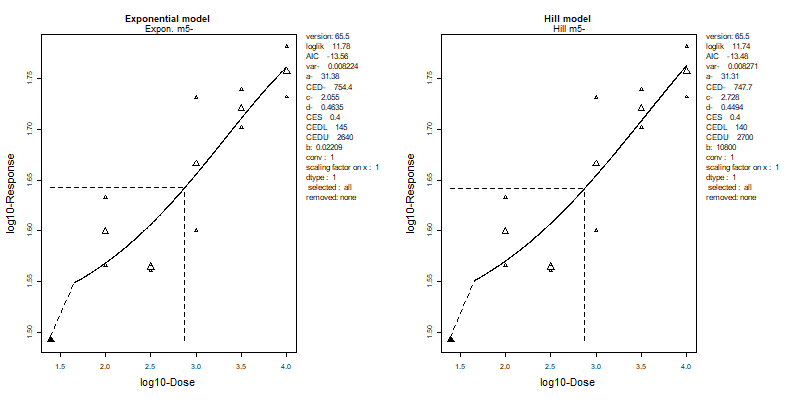 Exponential model
Expon. m5-
version: 65.5
loglik 11.78
AIC -13.56
var- 0.008224
a- 31.38
CED- 754.4
c- 2.055
d- 0.4635
CES 0.4
CEDL 145
CEDU 2640
b: 0.02209
conv : 1
scaling factor on x : 1
dtype : 1
selected : all
removed: none
log10-Response
1.75
1.70
1.65
1.60
1.55
1.50
1.5 2.0 2.5 3.0 3.5 4.0
log10-Dose
Hill model
Hill m5-
version: 65.5
loglik 11.74
AIC -13.48
var- 0.008271
a- 31.31
CED- 747.7
c- 2.728
d- 0.4494
CES 0.4
CEDL 140
CEDU 2700
b: 10800
conv : 1
scaling factor on x : 1
dtype : 1
selected : all
removed: none
log10-Response
1.75
1.70
1.65
1.60
1.55
1.50
1.5 2.0 2.5 3.0 3.5 4.0
log10-Dose